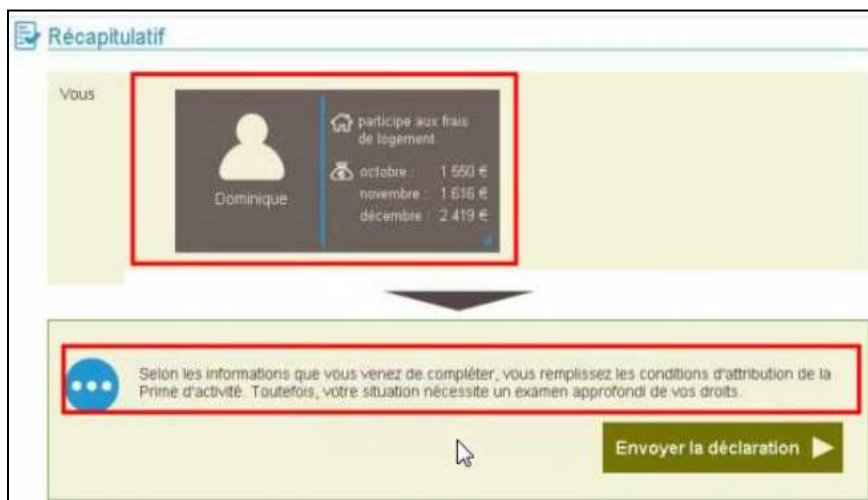 Récapitulatif
Vous
Dominique
participe aux frais
de logement
octobre : 1 550 €
novembre : 1 616 €
décembre : 2 419 €
Selon les informations que vous venez de compléter, vous remplissez les conditions d'attribution de la
Prime d'activité. Toutefois, votre situation nécessite un examen approfondi de vos droits.
Envoyer la déclaration